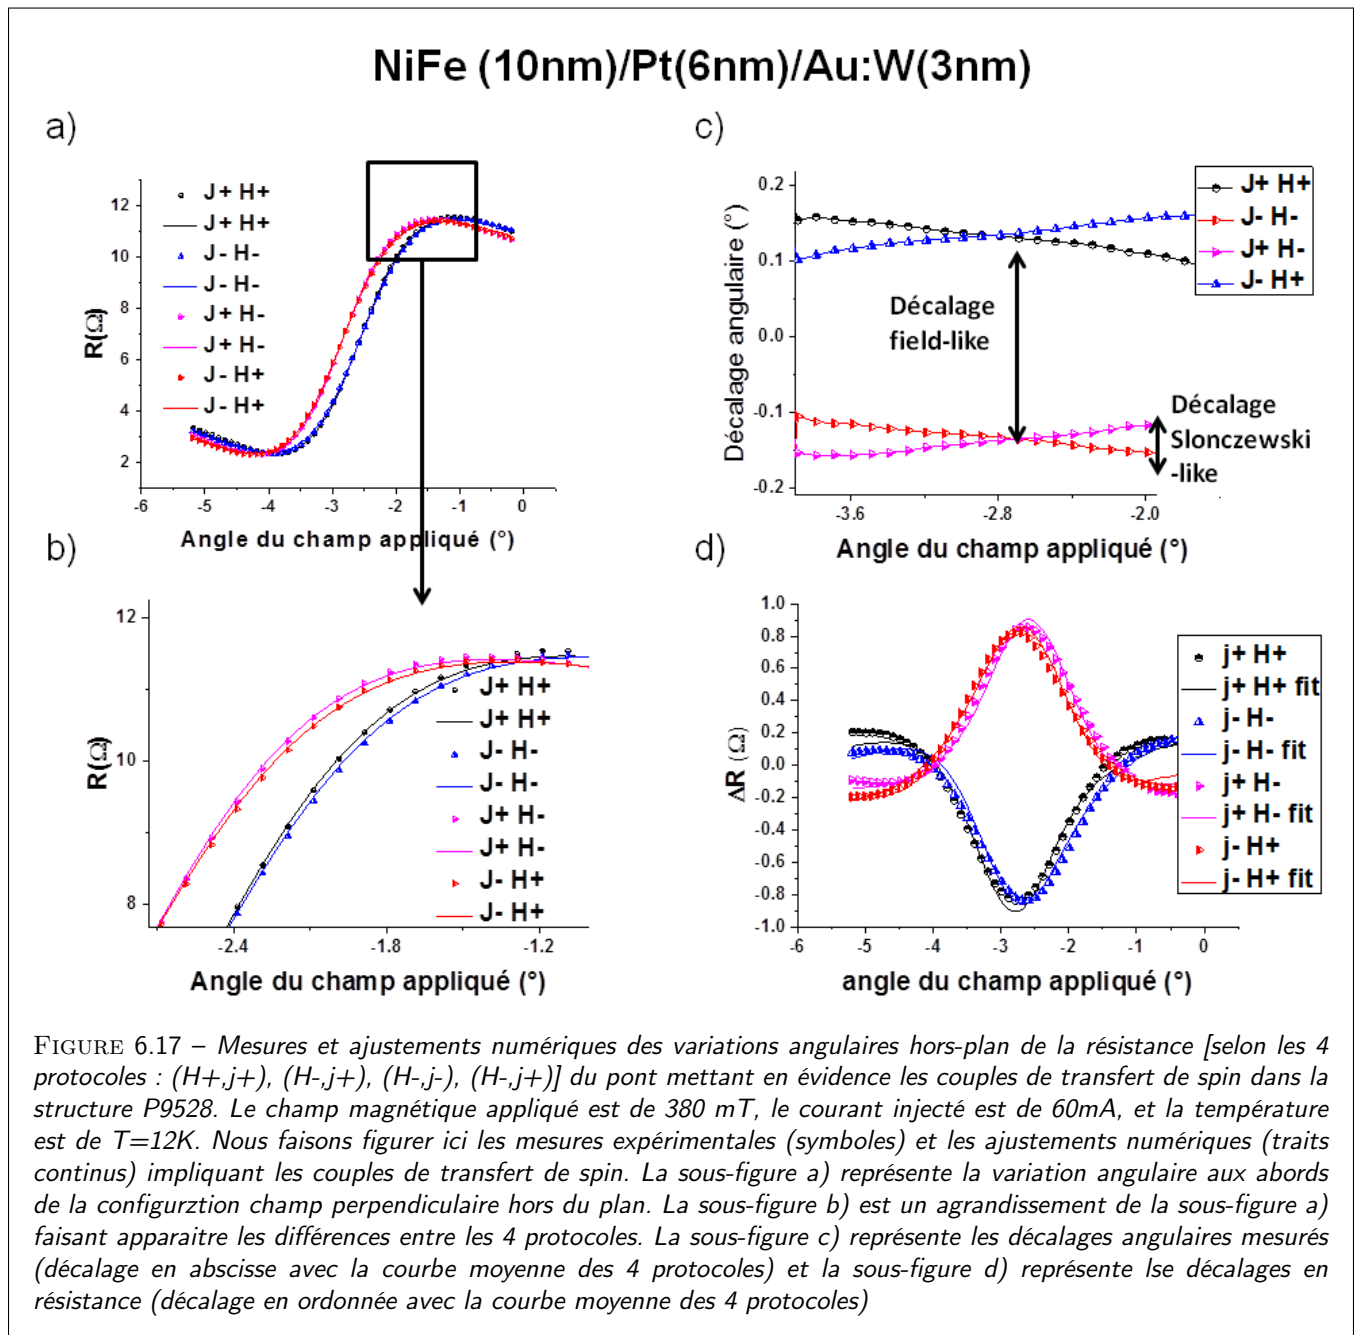 NiFe (10nm)/Pt(6nm)/Au:W(3nm)
a)
R(Ω)
12
10
8
6
4
2
J+ H+
J+ H+
J- H-
J- H-
J+ H-
J+ H-
J- H+
J- H+
-6 -5 -4 -3 -2 -1 0
Angle du champ appliqué (°)
c)
Décalage angulaire (°)
0.2
0.1
0.0
-0.1
-0.2
J+ H+
J- H-
J+ H-
J- H+
Décalage
field-like
Décalage
Slonczewski
-like
-3.6 -2.8 -2.0
Angle du champ appliqué (°)
b)
R(Ω)
12
10
8
J+ H+
J+ H+
J- H-
J- H-
J+ H-
J+ H-
J- H+
J- H+
-2.4 -1.8 -1.2
Angle du champ appliqué (°)
d)
ΔR (Ω)
1.0
0.8
0.6
0.4
0.2
0.0
-0.2
-0.4
-0.6
-0.8
-1.0
j+ H+
j+ H+ fit
j- H-
j- H- fit
j+ H-
j+ H- fit
j- H+
j- H+ fit
-6 -5 -4 -3 -2 -1 0
angle du champ appliqué (°)
FIGURE 6.17 – Mesures et ajustements numériques des variations angulaires hors-plan de la résistance [selon les 4
protocoles : (H+,j+), (H-,j+), (H-,j-), (H-,j+)] du pont mettant en évidence les couples de transfert de spin dans la
structure P9528. Le champ magnétique appliqué est de 380 mT, le courant injecté est de 60mA, et la température
est de T=12K. Nous faisons figurer ici les mesures expérimentales (symboles) et les ajustements numériques (traits
continus) impliquant les couples de transfert de spin. La sous-figure a) représente la variation angulaire aux abords
de la configurztion champ perpendiculaire hors du plan. La sous-figure b) est un agrandissement de la sous-figure a)
faisant apparaitre les différences entre les 4 protocoles. La sous-figure c) représente les décalages angulaires mesurés
(décalage en abscisse avec la courbe moyenne des 4 protocoles) et la sous-figure d) représente lse décalages en
résistance (décalage en ordonnée avec la courbe moyenne des 4 protocoles)